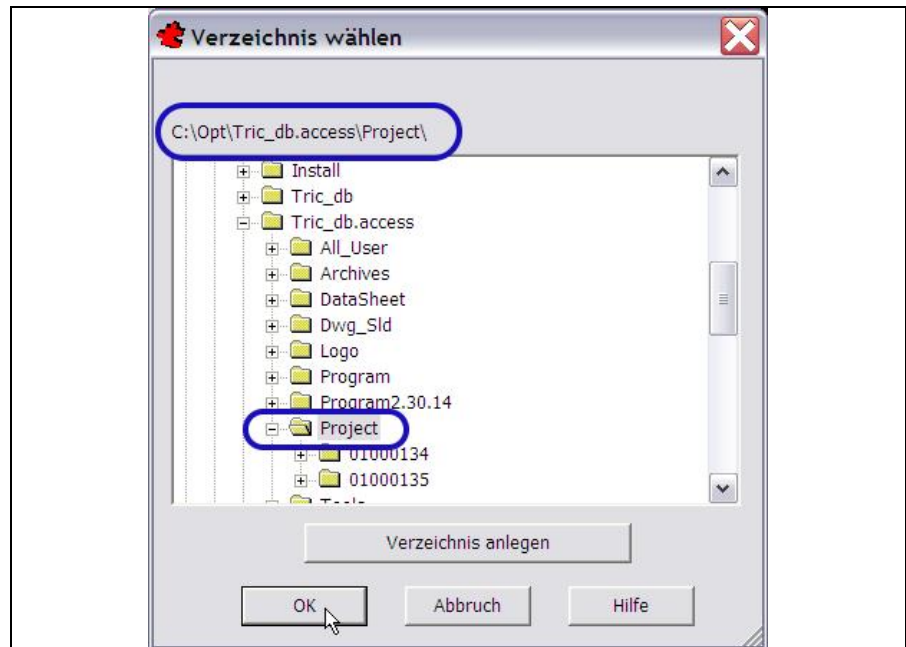 Verzeichnis wählen
C:\Opt\Tric_db.access\Project\
Install
Tric_db
Tric_db.access
All_User
Archives
DataSheet
Dwg_Sld
Logo
Program
Program2.30.14
Project
01000134
01000135
Tools
Verzeichnis anlegen
OK Abbruch Hilfe